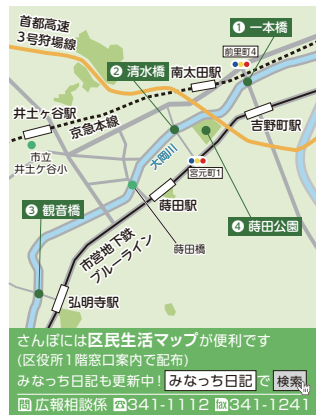 首都高速
3号狩場線
❶ 一本橋
前里町4
❷ 清水橋
南太田駅
井土ヶ谷駅
京急本線
吉野町駅
市立
井土ヶ谷小
大岡川
宮元町1
蒔田駅
❸ 観音橋
❹ 蒔田公園
市営地下鉄
ブルーライン
蒔田橋
弘明寺駅
さんぽには区民生活マップが便利です
(区役所1階窓口案内で配布)
みなっち日記も更新中! みなっち日記 で 検索
問 広報相談係 ☎341-1112 FAX341-1241